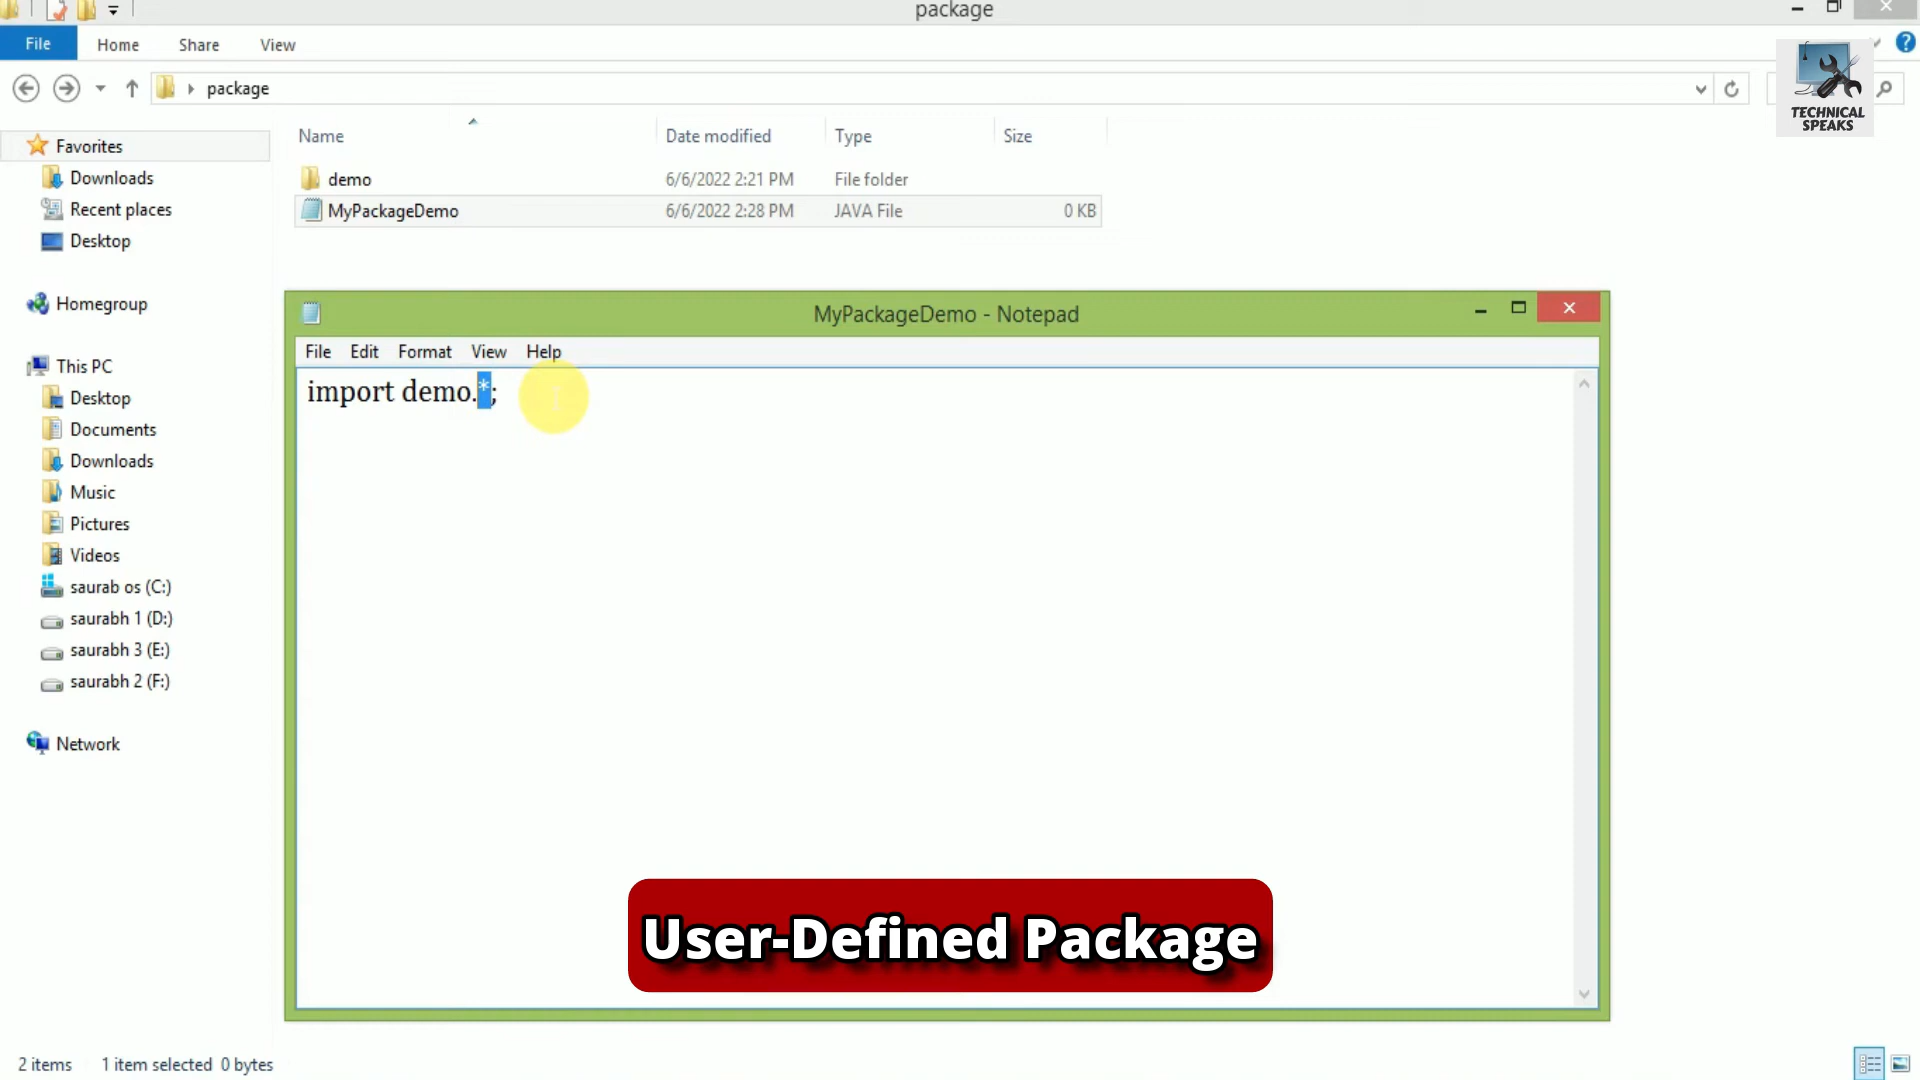 package
File Home Share View
package
TECHNICAL
SPEAKS
Name Date modified Type Size
demo 6/6/2022 2:21 PM File folder
MyPackageDemo 6/6/2022 2:28 PM JAVA File 0 KB
Favorites
Downloads
Recent places
Desktop
Homegroup
This PC
Desktop
Documents
Downloads
Music
Pictures
Videos
saurab os (C:)
saurabh 1 (D:)
saurabh 3 (E:)
saurabh 2 (F:)
Network
MyPackageDemo - Notepad
File Edit Format View Help
import demo.*;
User-Defined Package
2 items 1 item selected 0 bytes